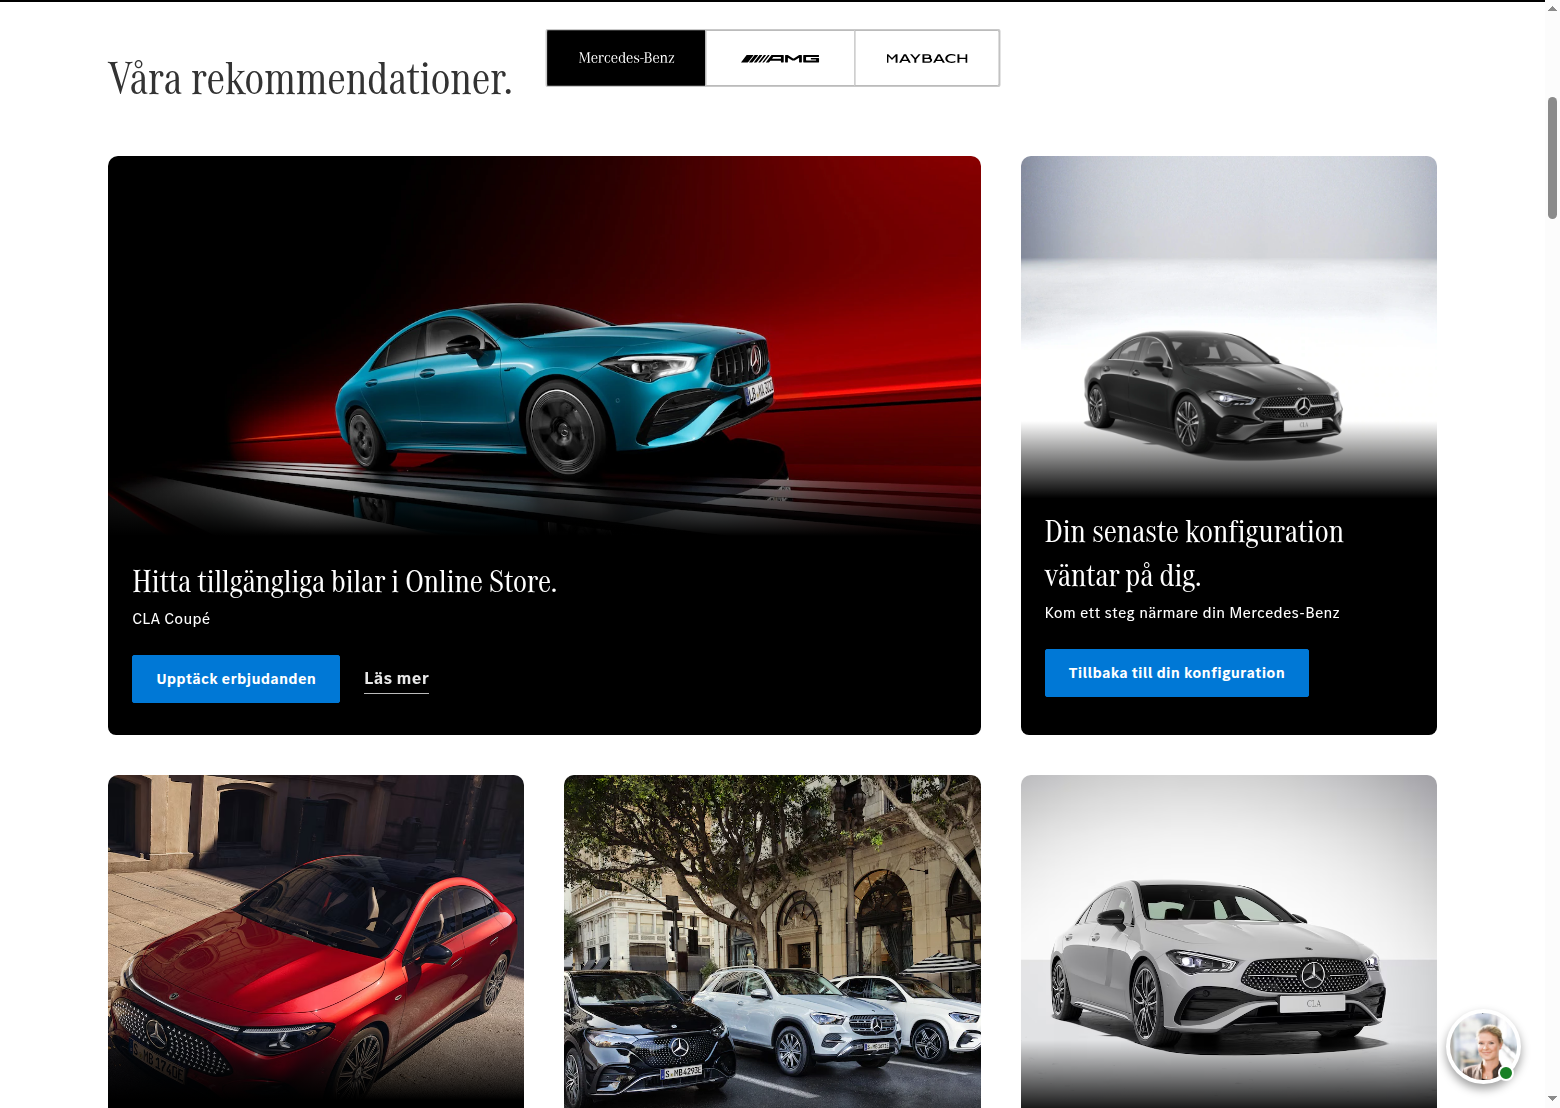 Våra rekommendationer.
Mercedes-Benz
AMG
MAYBACH
Hitta tillgängliga bilar i Online Store.
CLA Coupé
Upptäck erbjudanden
Läs mer
Din senaste konfiguration
väntar på dig.
Kom ett steg närmare din Mercedes-Benz
Tillbaka till din konfiguration
CLA